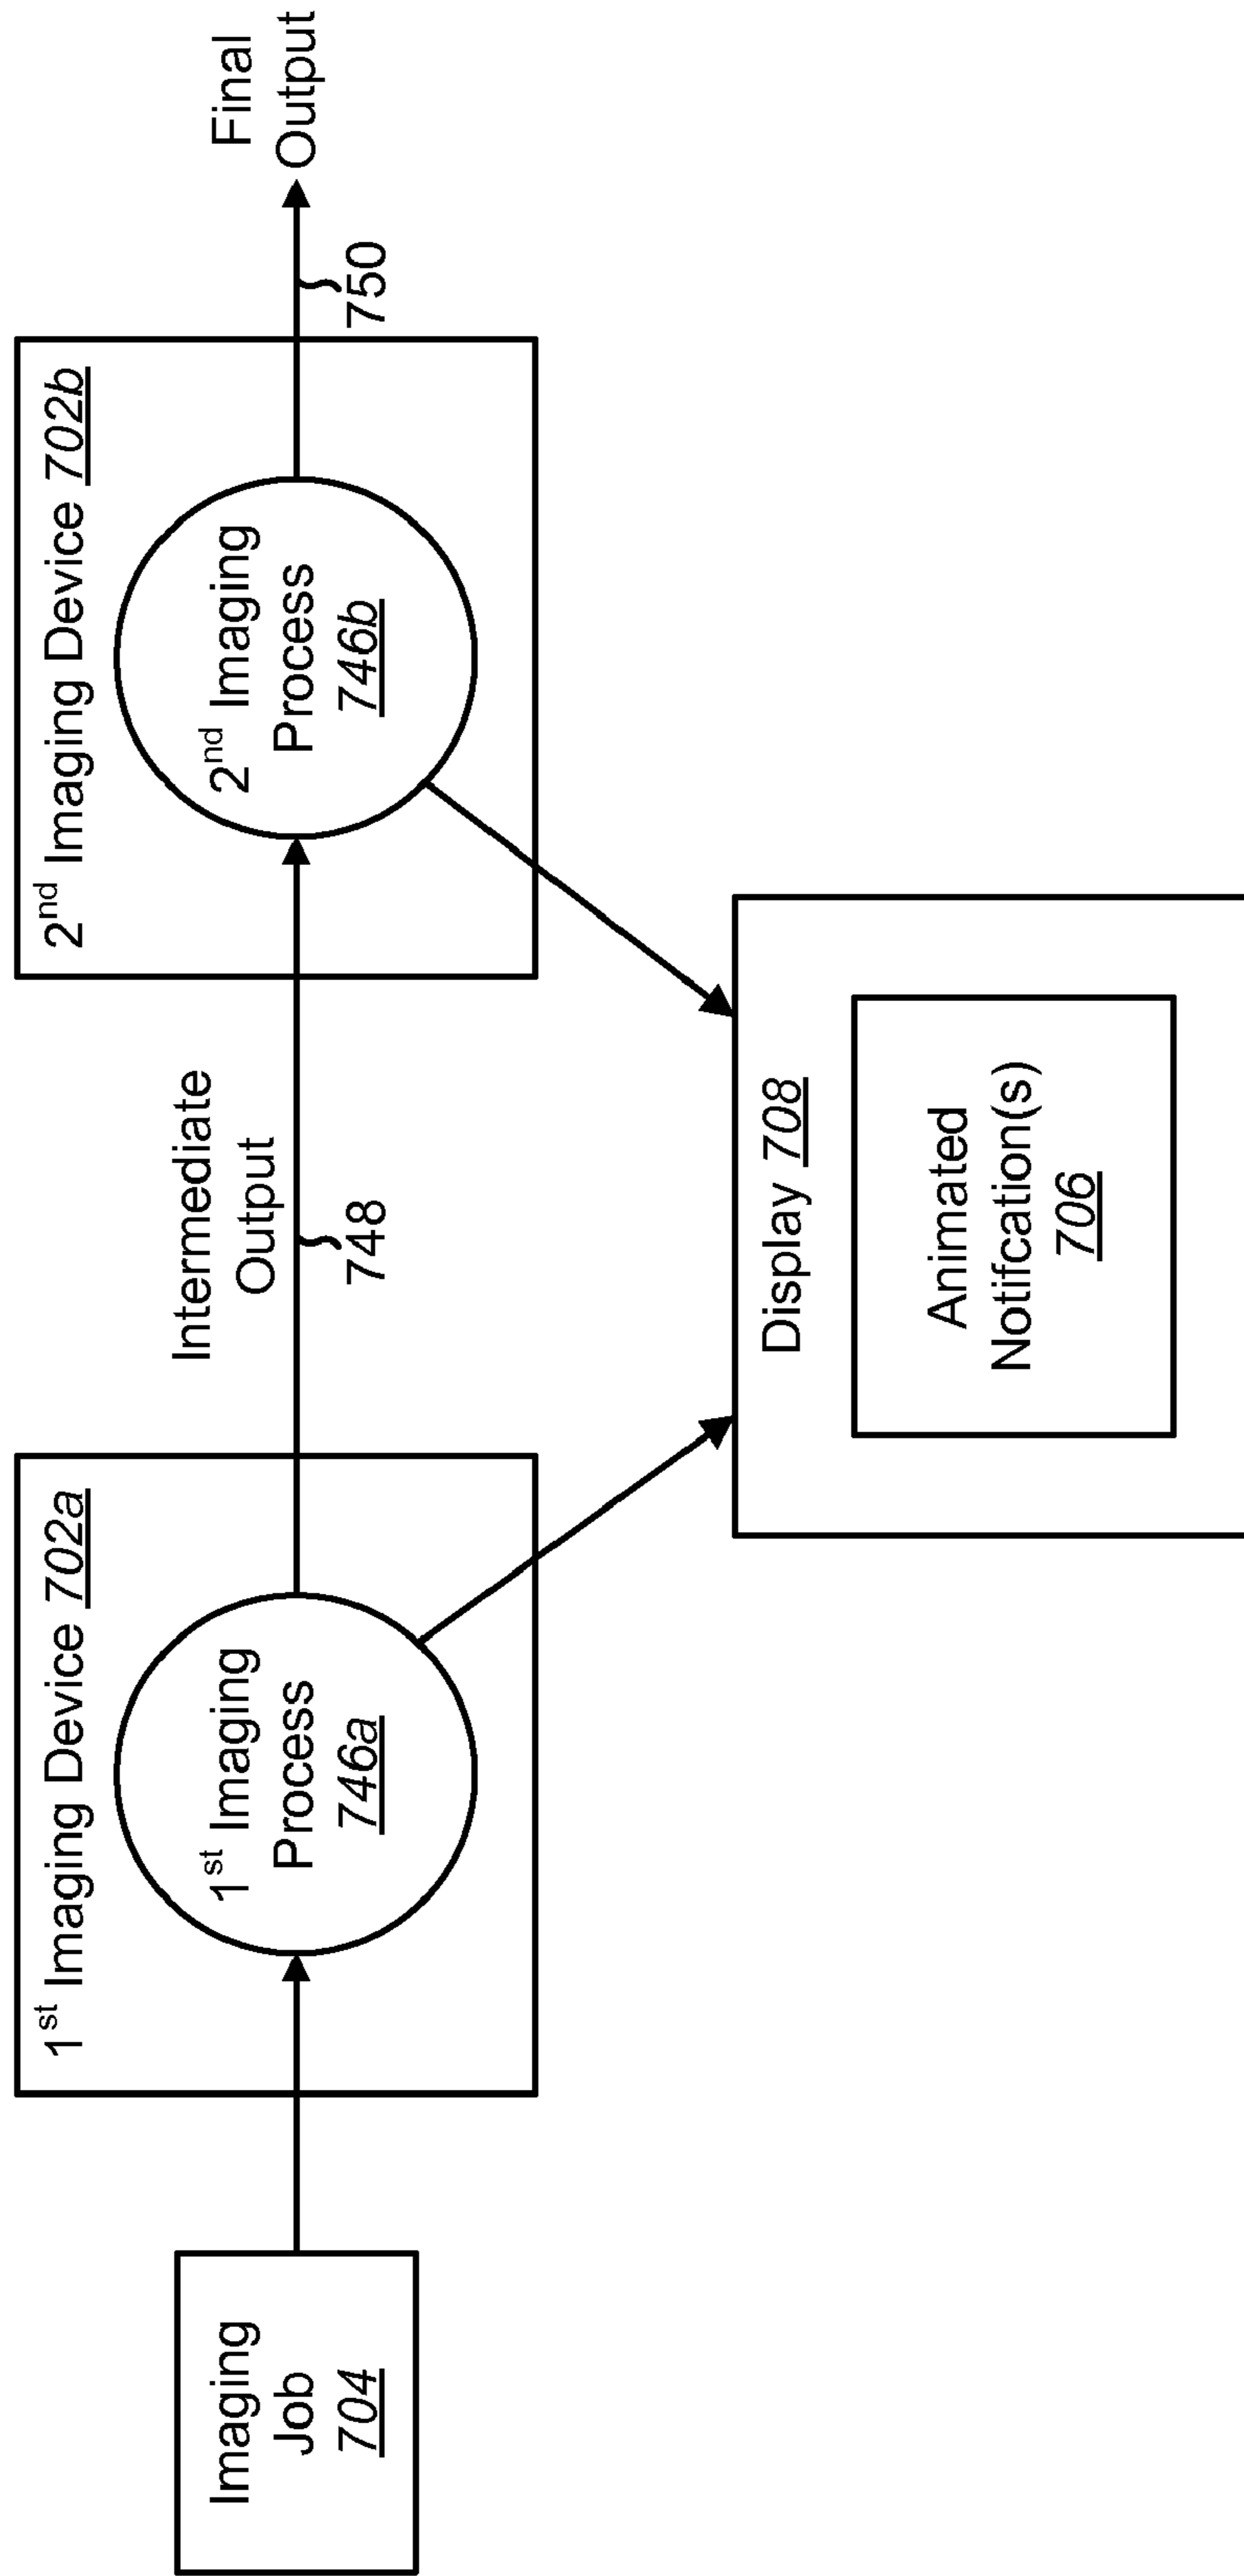 Imaging
Job
704
1st Imaging Device 702a
1st Imaging
Process
746a
Intermediate
Output
748
2nd Imaging Device 702b
2nd Imaging
Process
746b
750
Final
Output
Display 708
Animated
Notifcation(s)
706